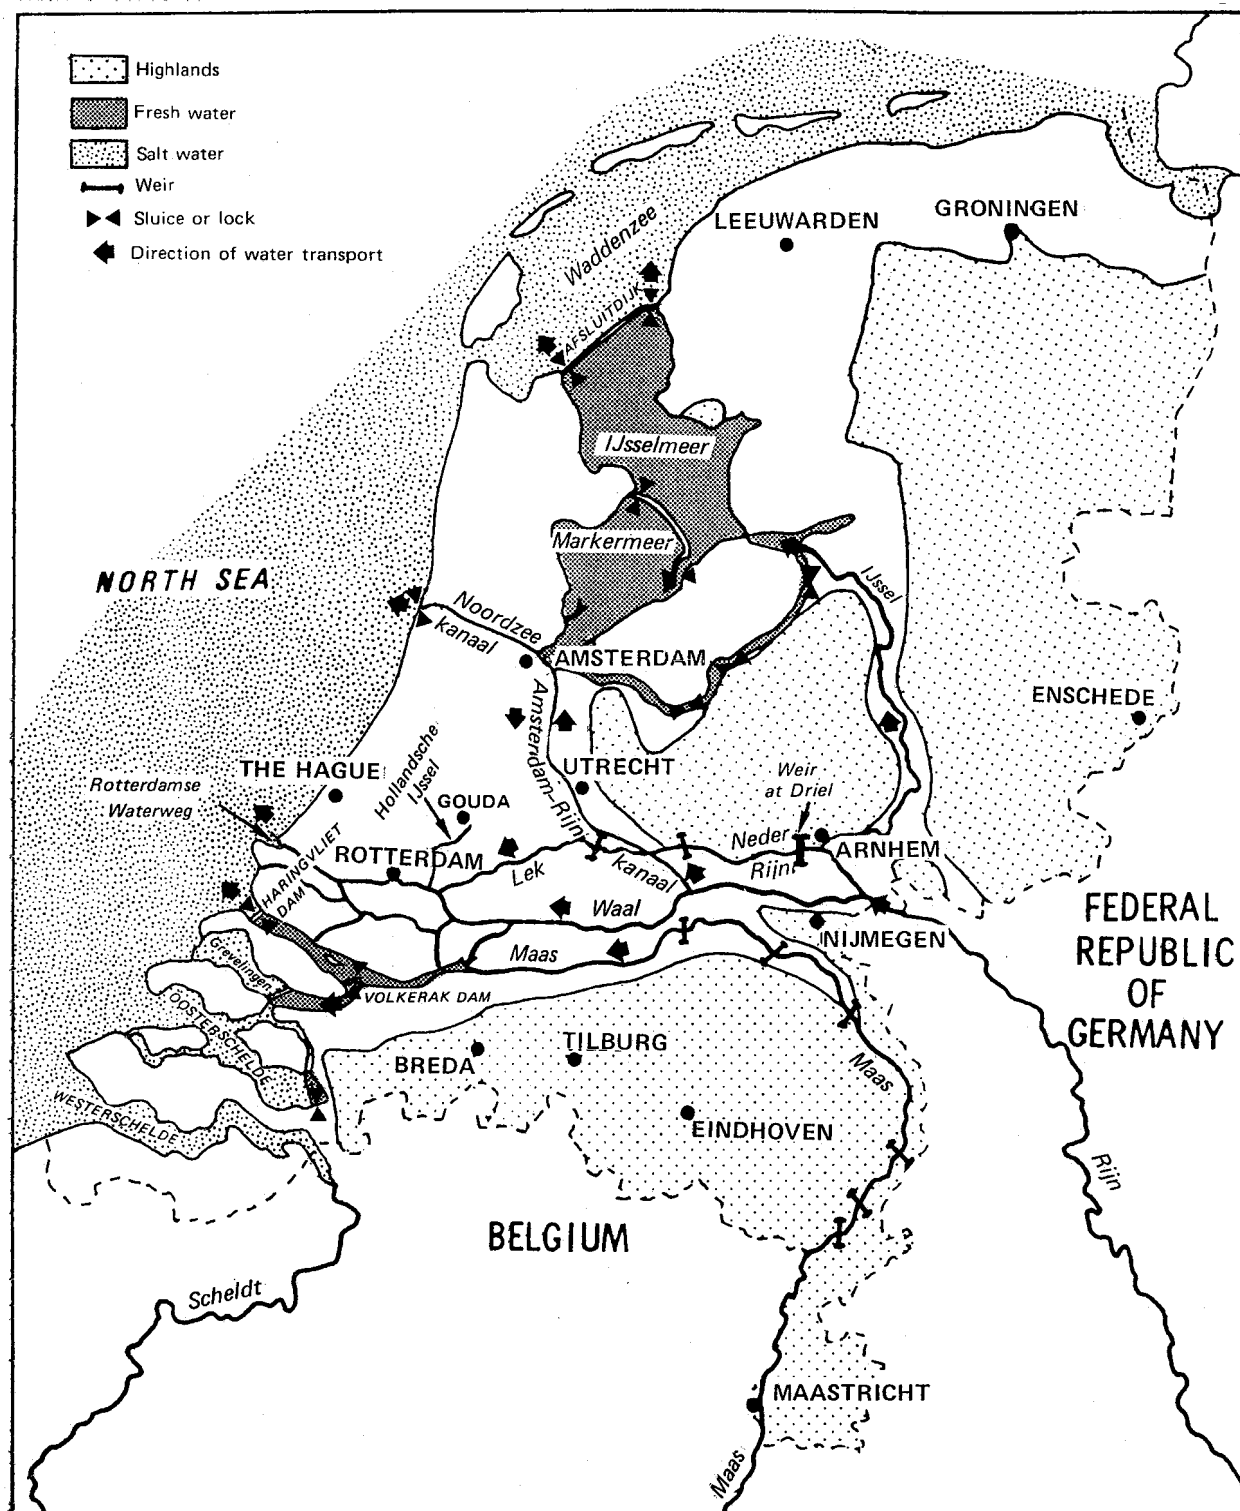 Highlands
Fresh water
Salt water
Weir
Sluice or lock
Direction of water transport
Waddenzee
LEEUWARDEN
GRONINGEN
AFSLUITDIJK
IJsselmeer
Markermeer
NORTH SEA
Noordzee
kanaal
IJssel
AMSTERDAM
ENSCHEDE
Amsterdam-Rijn
kanaal
Hollandsche
IJssel
THE HAGUE
UTRECHT
Weir
at Driel
Rotterdamse
Waterweg
GOUDA
ROTTERDAM
Neder
Rijn
ARNHEM
HARINGVLIET
DAM
Lek
Waal
Maas
NIJMEGEN
FEDERAL
REPUBLIC
OF
GERMANY
Grevelingen
VOLKERAK DAM
OOSTERSCHELDE
BREDA
TILBURG
Maas
WESTERSCHELDE
EINDHOVEN
Rijn
BELGIUM
Scheldt
MAASTRICHT
Maas